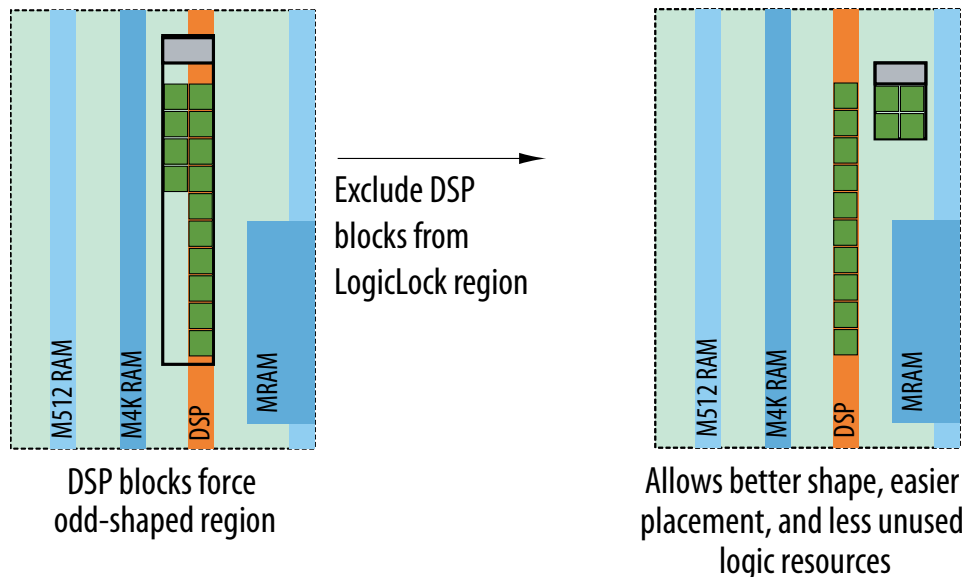 M512 RAM
M4K RAM
DSP
MRAM
DSP blocks force
odd-shaped region
Exclude DSP
blocks from
LogicLock region
M512 RAM
M4K RAM
DSP
MRAM
Allows better shape, easier
placement, and less unused
logic resources